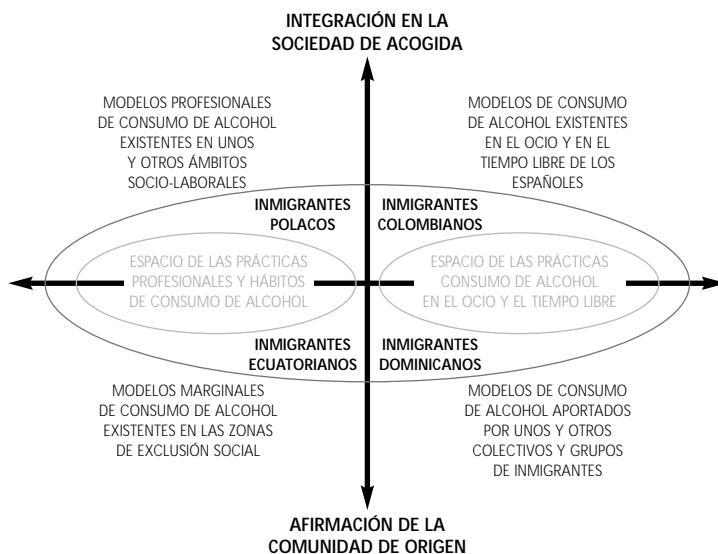 INTEGRACIÓN EN LA
SOCIEDAD DE ACOGIDA
MODELOS PROFESIONALES
DE CONSUMO DE ALCOHOL
EXISTENTES EN UNOS
Y OTROS ÁMBITOS
SOCIO-LABORALES
MODELOS DE CONSUMO
DE ALCOHOL EXISTENTES
EN EL OCIO Y EN EL
TIEMPO LIBRE DE LOS
ESPAÑOLES
INMIGRANTES
POLACOS
INMIGRANTES
COLOMBIANOS
ESPACIO DE LAS PRÁCTICAS
PROFESIONALES Y HÁBITOS
DE CONSUMO DE ALCOHOL
ESPACIO DE LAS PRÁCTICAS
CONSUMO DE ALCOHOL
EN EL OCIO Y EL TIEMPO LIBRE
INMIGRANTES
ECUATORIANOS
INMIGRANTES
DOMINICANOS
MODELOS MARGINALES
DE CONSUMO DE ALCOHOL
EXISTENTES EN LAS ZONAS
DE EXCLUSIÓN SOCIAL
MODELOS DE CONSUMO
DE ALCOHOL APORTADOS
POR UNOS Y OTROS
COLECTIVOS Y GRUPOS
DE INMIGRANTES
AFIRMACIÓN DE LA
COMUNIDAD DE ORIGEN